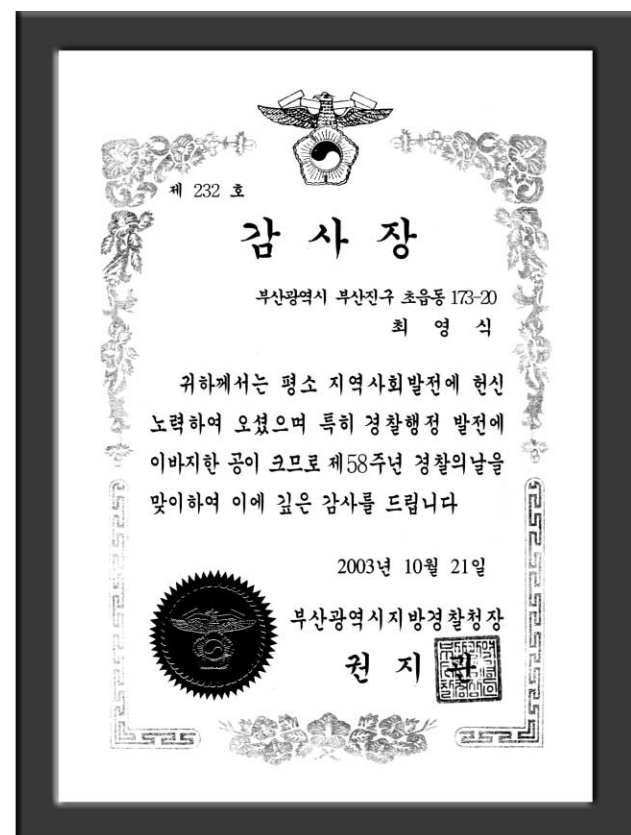 제 232 호
감 사 장
부산광역시 부산진구 초읍동 173-20
최 영 식
귀하께서는 평소 지역사회발전에 헌신
노력하여 오셨으며 특히 경찰행정 발전에
이바지한 공이 크므로 제58주년 경찰의날을
맞이하여 이에 깊은 감사를 드립니다
2003년 10월 21일
부산광역시지방경찰청장
권 지 관